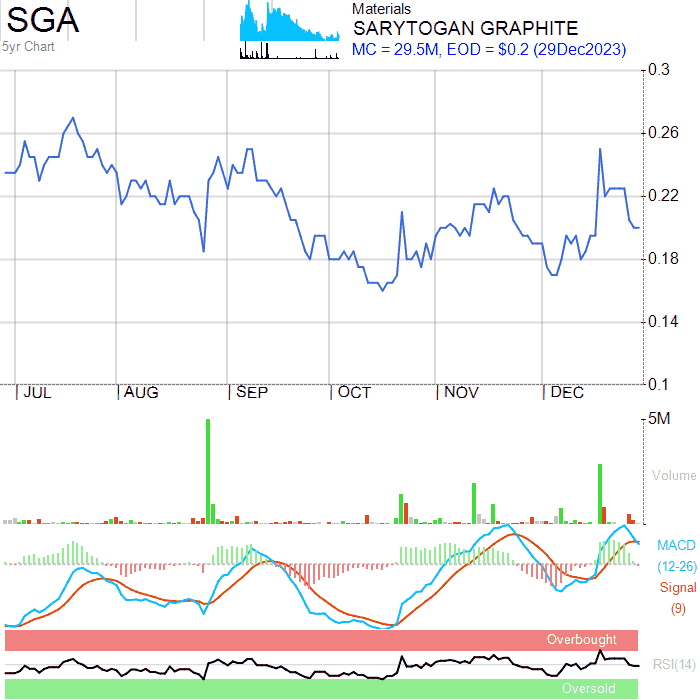 SGA
5yr Chart
Materials
SARYTOGAN GRAPHITE
MC = 29.5M, EOD = $0.2 (29Dec2023)
0.3
0.26
0.22
0.18
0.14
0.1
JUL AUG SEP OCT NOV DEC
5M
Volume
MACD
(12-26)
Signal
(9)
Overbought
RSI(14)
Oversold